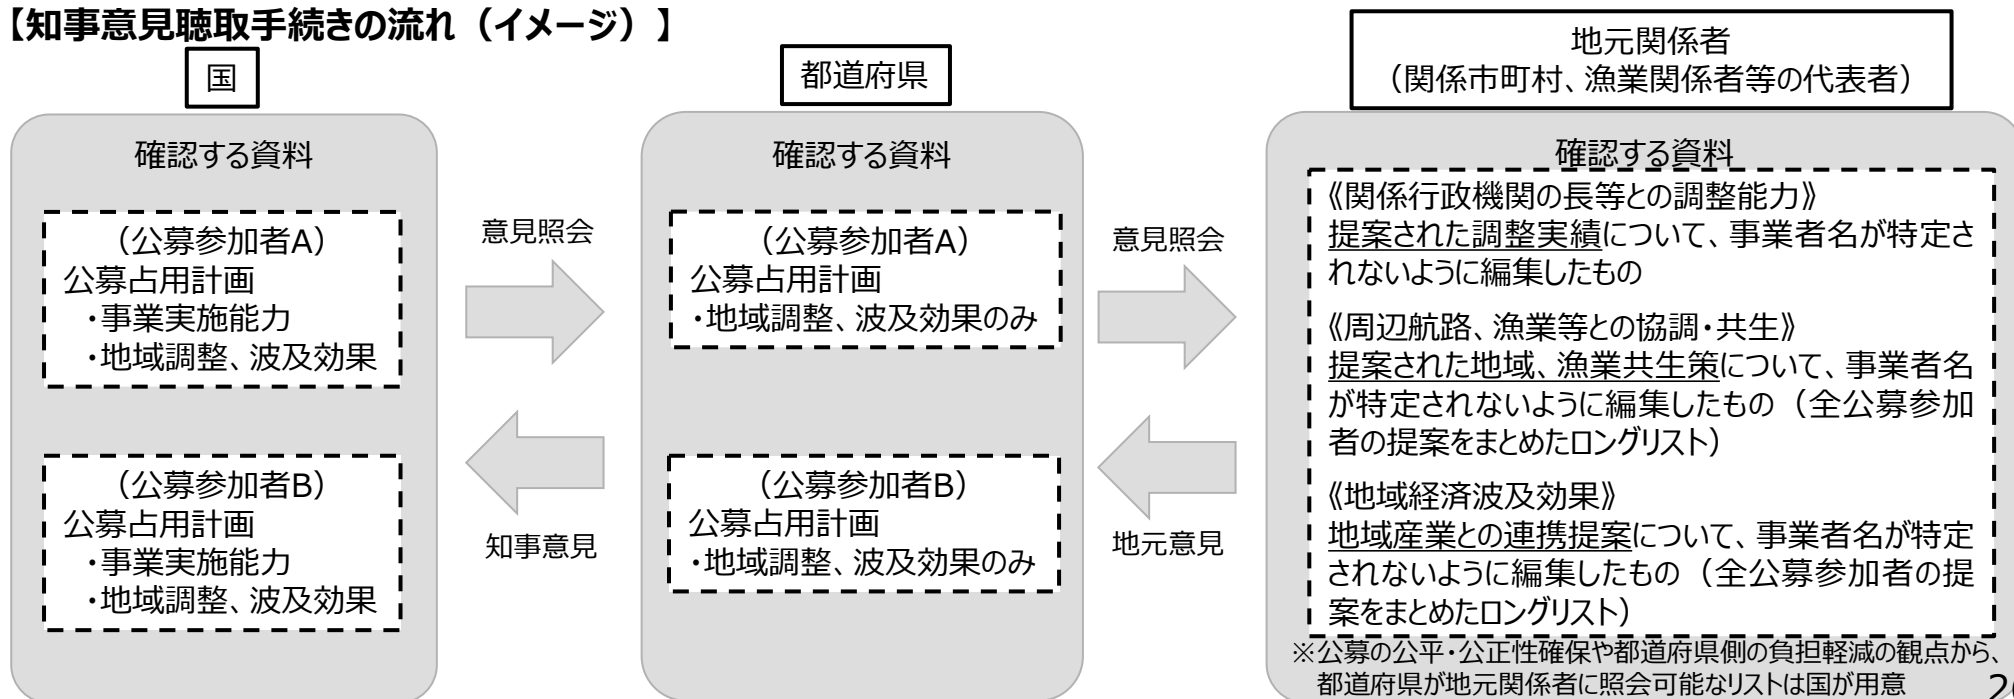 【知事意見聴取手続きの流れ（イメージ）】
国
確認する資料
（公募参加者A）
公募占用計画
・事業実施能力
・地域調整、波及効果
（公募参加者B）
公募占用計画
・事業実施能力
・地域調整、波及効果
意見照会
知事意見
都道府県
確認する資料
（公募参加者A）
公募占用計画
・地域調整、波及効果のみ
（公募参加者B）
公募占用計画
・地域調整、波及効果のみ
意見照会
地元意見
地元関係者
（関係市町村、漁業関係者等の代表者）
確認する資料
《関係行政機関の長等との調整能力》
提案された調整実績について、事業者名が特定さ
れないように編集したもの
《周辺航路、漁業等との協調・共生》
提案された地域、漁業共生策について、事業者名
が特定されないように編集したもの（全公募参加
者の提案をまとめたロングリスト）
《地域経済波及効果》
地域産業との連携提案について、事業者名が特定
されないように編集したもの（全公募参加者の提
案をまとめたロングリスト）
※公募の公平・公正性確保や都道府県側の負担軽減の観点から、
都道府県が地元関係者に照会可能なリストは国が用意